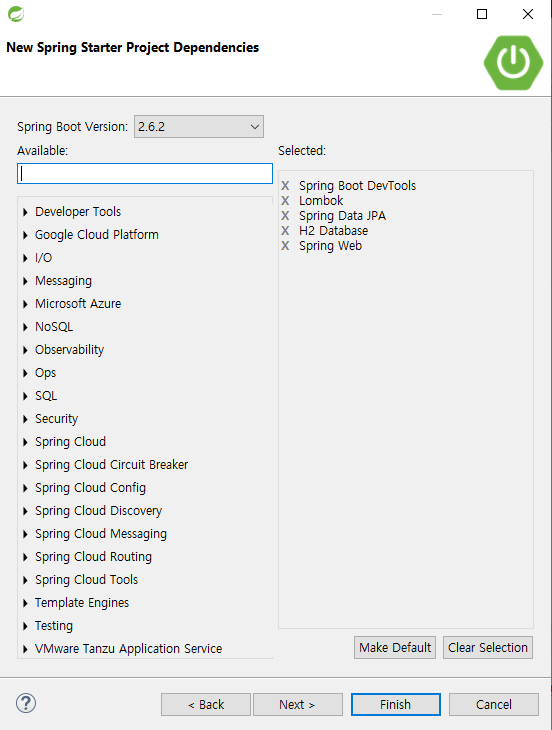 New Spring Starter Project Dependencies
Spring Boot Version: 2.6.2
Available:
Developer Tools
Google Cloud Platform
I/O
Messaging
Microsoft Azure
NoSQL
Observability
Ops
SQL
Security
Spring Cloud
Spring Cloud Circuit Breaker
Spring Cloud Config
Spring Cloud Discovery
Spring Cloud Messaging
Spring Cloud Routing
Spring Cloud Tools
Template Engines
Testing
VMware Tanzu Application Service
Selected:
X Spring Boot DevTools
X Lombok
X Spring Data JPA
X H2 Database
X Spring Web
Make Default Clear Selection
? < Back Next > Finish Cancel